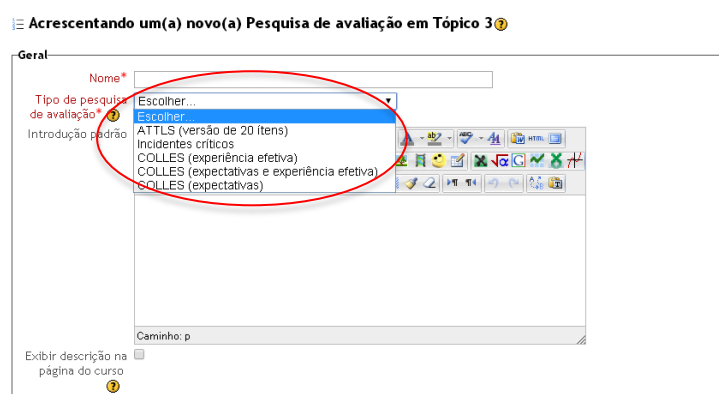 Acrescentando um(a) novo(a) Pesquisa de avaliação em Tópico 3
Geral
Nome*
Tipo de pesquisa de avaliação*
Escolher...
Escolher...
ATTLS (versão de 20 ítens)
Incidentes críticos
COLLES (experiência efetiva)
COLLES (expectativas e experiência efetiva)
COLLES (expectativas)
Introdução padrão
HTML
Caminho: p
Exibir descrição na
página do curso